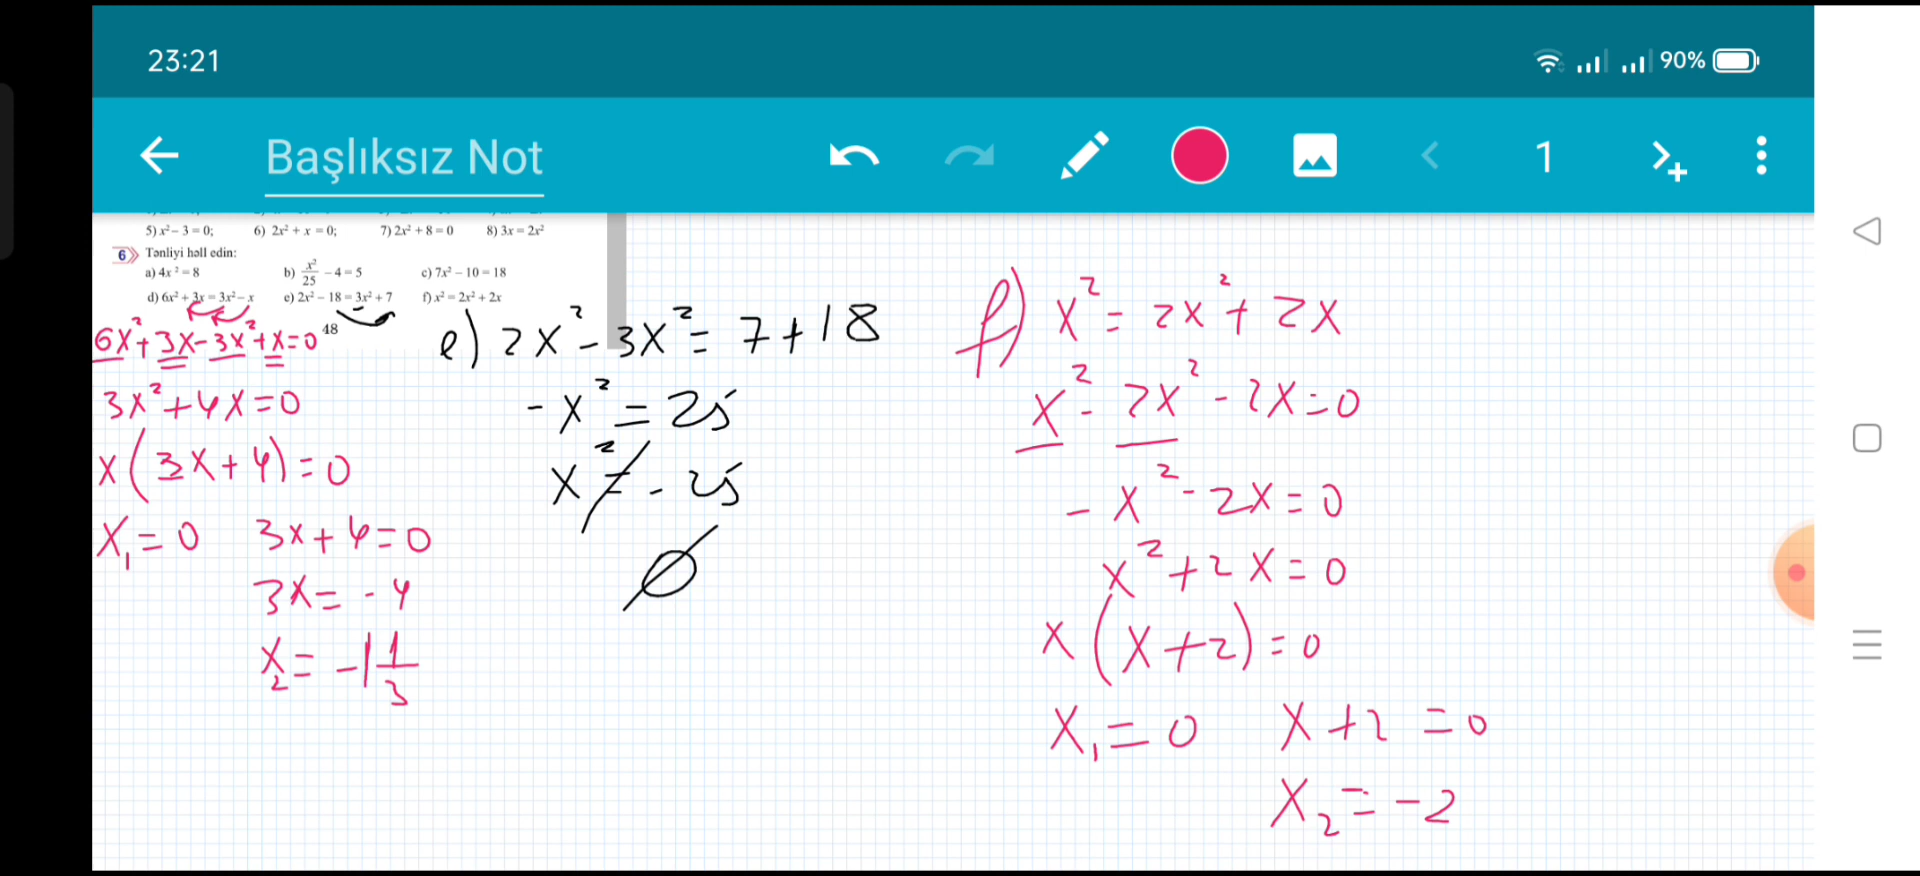 23:21
90%
Başlıksız Not
1
5) x² – 3 = 0; 6) 2x² + x = 0; 7) 2x² + 8 = 0 8) 3x = 2x²
6 Tənliyi həll edin:
a) 4x² = 8 b) x²/25 – 4 = 5 c) 7x² – 10 = 18
d) 6x² + 3x = 3x² – x e) 2x² – 18 = 3x² + 7 f) x² = 2x² + 2x
48
6x²+3x-3x²+x=0
3x²+4x=0
x(3x+4)=0
x₁=0 3x+4=0
3x=-4
x₂=-1 1/3
e) 2x²-3x²=7+18
-x²=25
x²≠-25
∅
f) x²=2x²+2x
x²-2x²-2x=0
-x²-2x=0
x²+2x=0
x(x+2)=0
x₁=0 x+2=0
x₂=-2